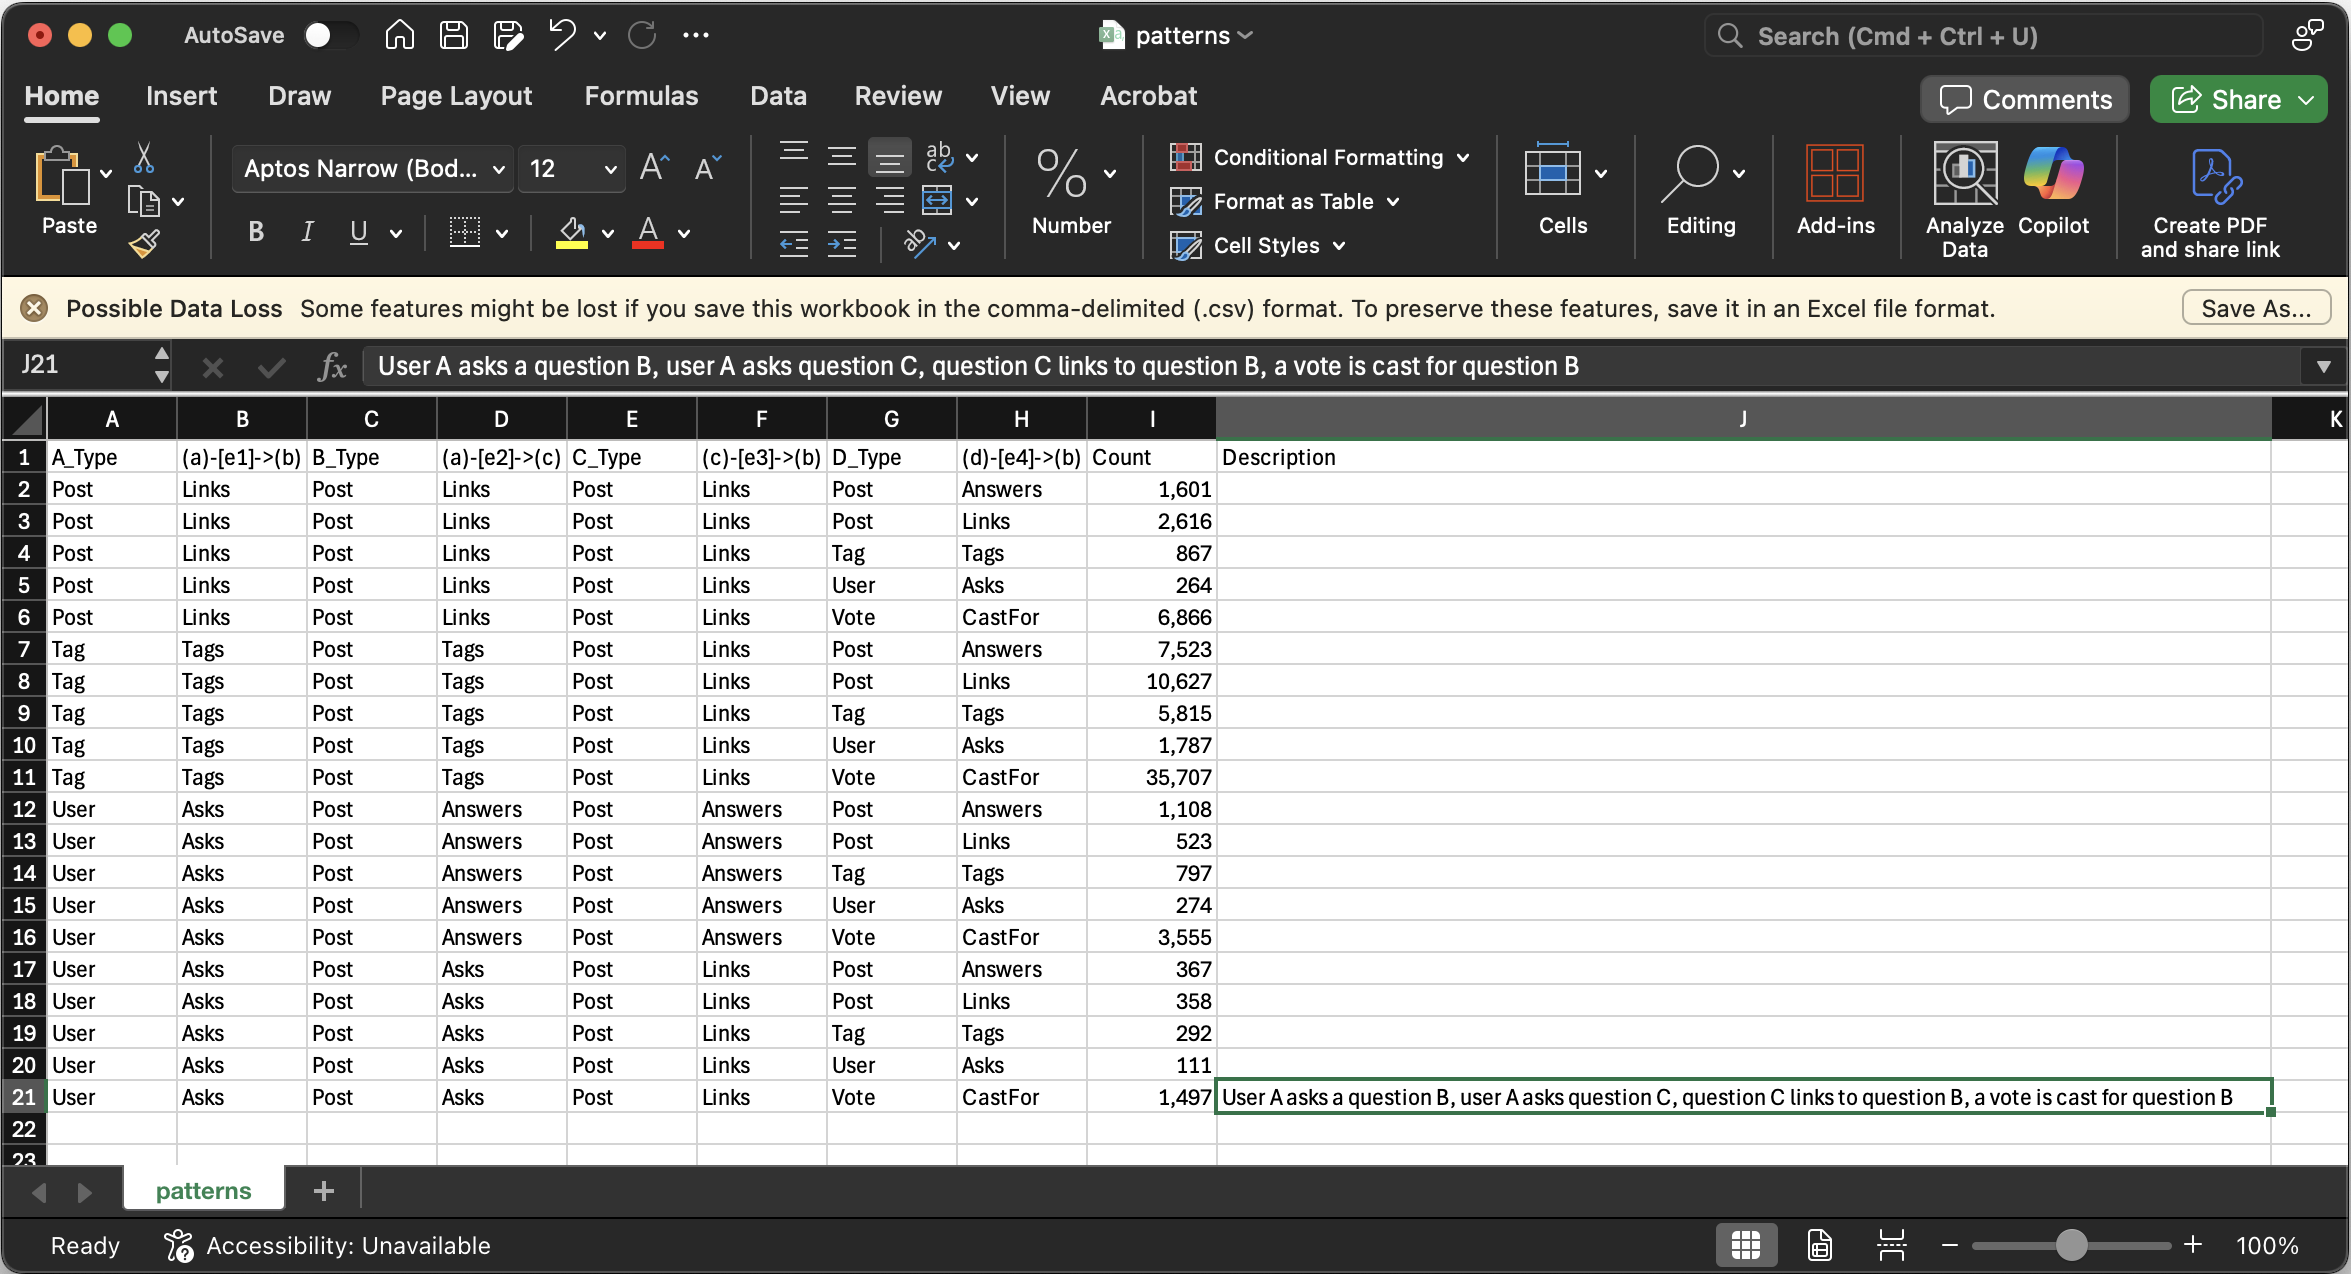 AutoSave patterns Search (Cmd + Ctrl + U)
Home Insert Draw Page Layout Formulas Data Review View Acrobat Comments Share
Paste Aptos Narrow (Bod... 12 B I U A Number Conditional Formatting Format as Table Cell Styles Cells Editing Add-ins Analyze Data Copilot Create PDF and share link
Possible Data Loss Some features might be lost if you save this workbook in the comma-delimited (.csv) format. To preserve these features, save it in an Excel file format. Save As...
J21 fx User A asks a question B, user A asks question C, question C links to question B, a vote is cast for question B
A B C D E F G H I J K
1 A_Type (a)-[e1]->(b) B_Type (a)-[e2]->(c) C_Type (c)-[e3]->(b) D_Type (d)-[e4]->(b) Count Description
2 Post Links Post Links Post Links Post Answers 1,601
3 Post Links Post Links Post Links Post Links 2,616
4 Post Links Post Links Post Links Tag Tags 867
5 Post Links Post Links Post Links User Asks 264
6 Post Links Post Links Post Links Vote CastFor 6,866
7 Tag Tags Post Tags Post Links Post Answers 7,523
8 Tag Tags Post Tags Post Links Post Links 10,627
9 Tag Tags Post Tags Post Links Tag Tags 5,815
10 Tag Tags Post Tags Post Links User Asks 1,787
11 Tag Tags Post Tags Post Links Vote CastFor 35,707
12 User Asks Post Answers Post Answers Post Answers 1,108
13 User Asks Post Answers Post Answers Post Links 523
14 User Asks Post Answers Post Answers Tag Tags 797
15 User Asks Post Answers Post Answers User Asks 274
16 User Asks Post Answers Post Answers Vote CastFor 3,555
17 User Asks Post Asks Post Links Post Answers 367
18 User Asks Post Asks Post Links Post Links 358
19 User Asks Post Asks Post Links Tag Tags 292
20 User Asks Post Asks Post Links User Asks 111
21 User Asks Post Asks Post Links Vote CastFor 1,497 User A asks a question B, user A asks question C, question C links to question B, a vote is cast for question B
22
23
patterns
Ready Accessibility: Unavailable 100%